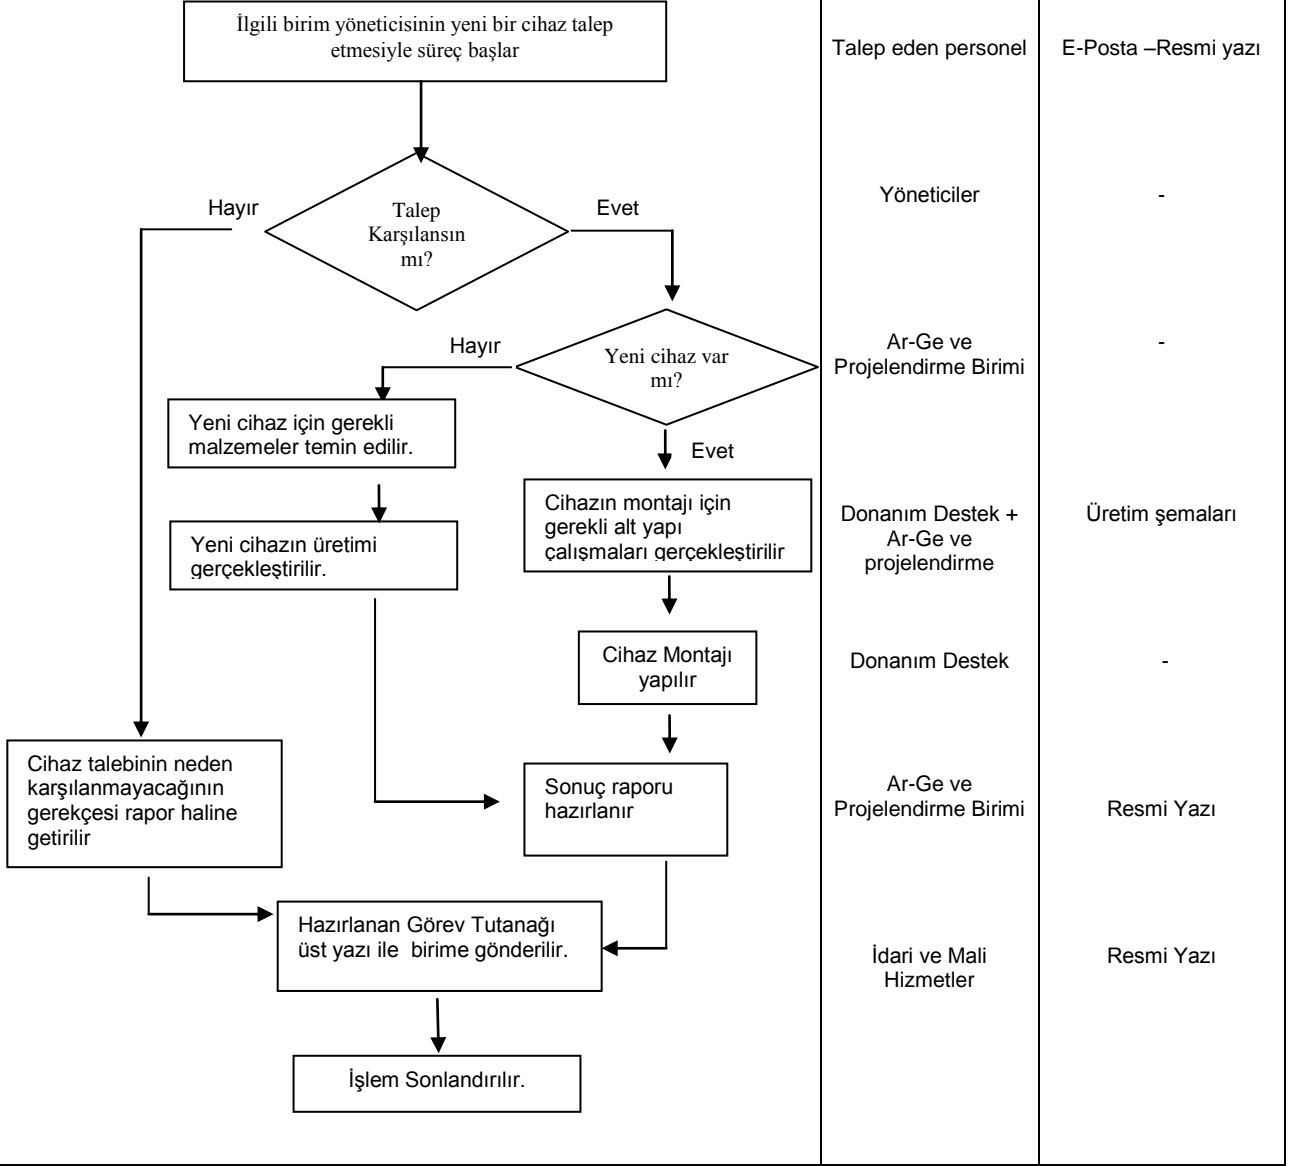 İlgili birim yöneticisinin yeni bir cihaz talep
etmesiyle süreç başlar
Talep eden personel
E-Posta –Resmi yazı
Hayır
Talep
Karşılansın
mı?
Evet
Yöneticiler
-
Hayır
Yeni cihaz var
mı?
Ar-Ge ve
Projelendirme Birimi
-
Yeni cihaz için gerekli
malzemeler temin edilir.
Evet
Yeni cihazın üretimi
gerçekleştirilir.
Cihazın montajı için
gerekli alt yapı
çalışmaları gerçekleştirilir
Donanım Destek +
Ar-Ge ve
projelendirme
Üretim şemaları
Cihaz Montajı
yapılır
Donanım Destek
-
Cihaz talebinin neden
karşılanmayacağının
gerekçesi rapor haline
getirilir
Sonuç raporu
hazırlanır
Ar-Ge ve
Projelendirme Birimi
Resmi Yazı
Hazırlanan Görev Tutanağı
üst yazı ile  birime gönderilir.
İdari ve Mali
Hizmetler
Resmi Yazı
İşlem Sonlandırılır.